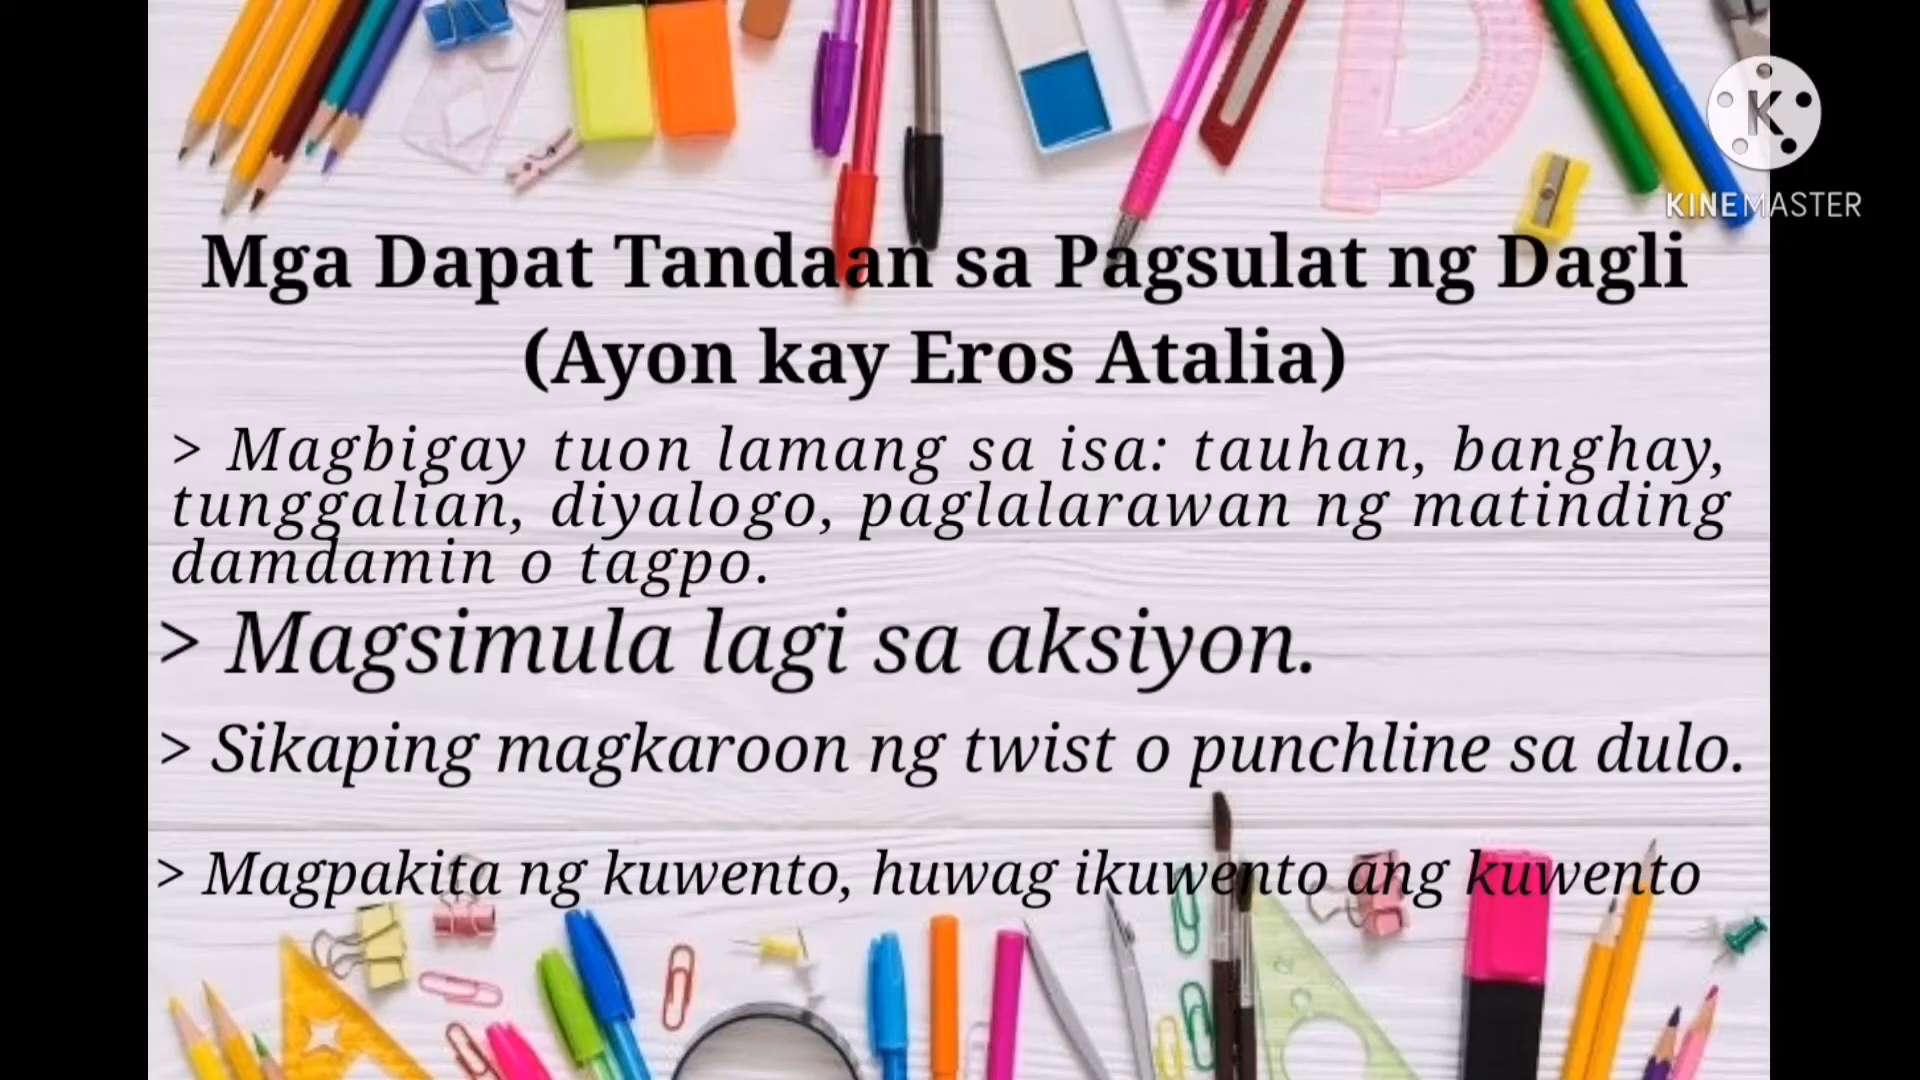 K
KINEMASTER
Mga Dapat Tandaan sa Pagsulat ng Dagli
(Ayon kay Eros Atalia)
> Magbigay tuon lamang sa isa: tauhan, banghay,
tunggalian, diyalogo, paglalarawan ng matinding
damdamin o tagpo.
> Magsimula lagi sa aksiyon.
> Sikaping magkaroon ng twist o punchline sa dulo.
> Magpakita ng kuwento, huwag ikuwento ang kuwento